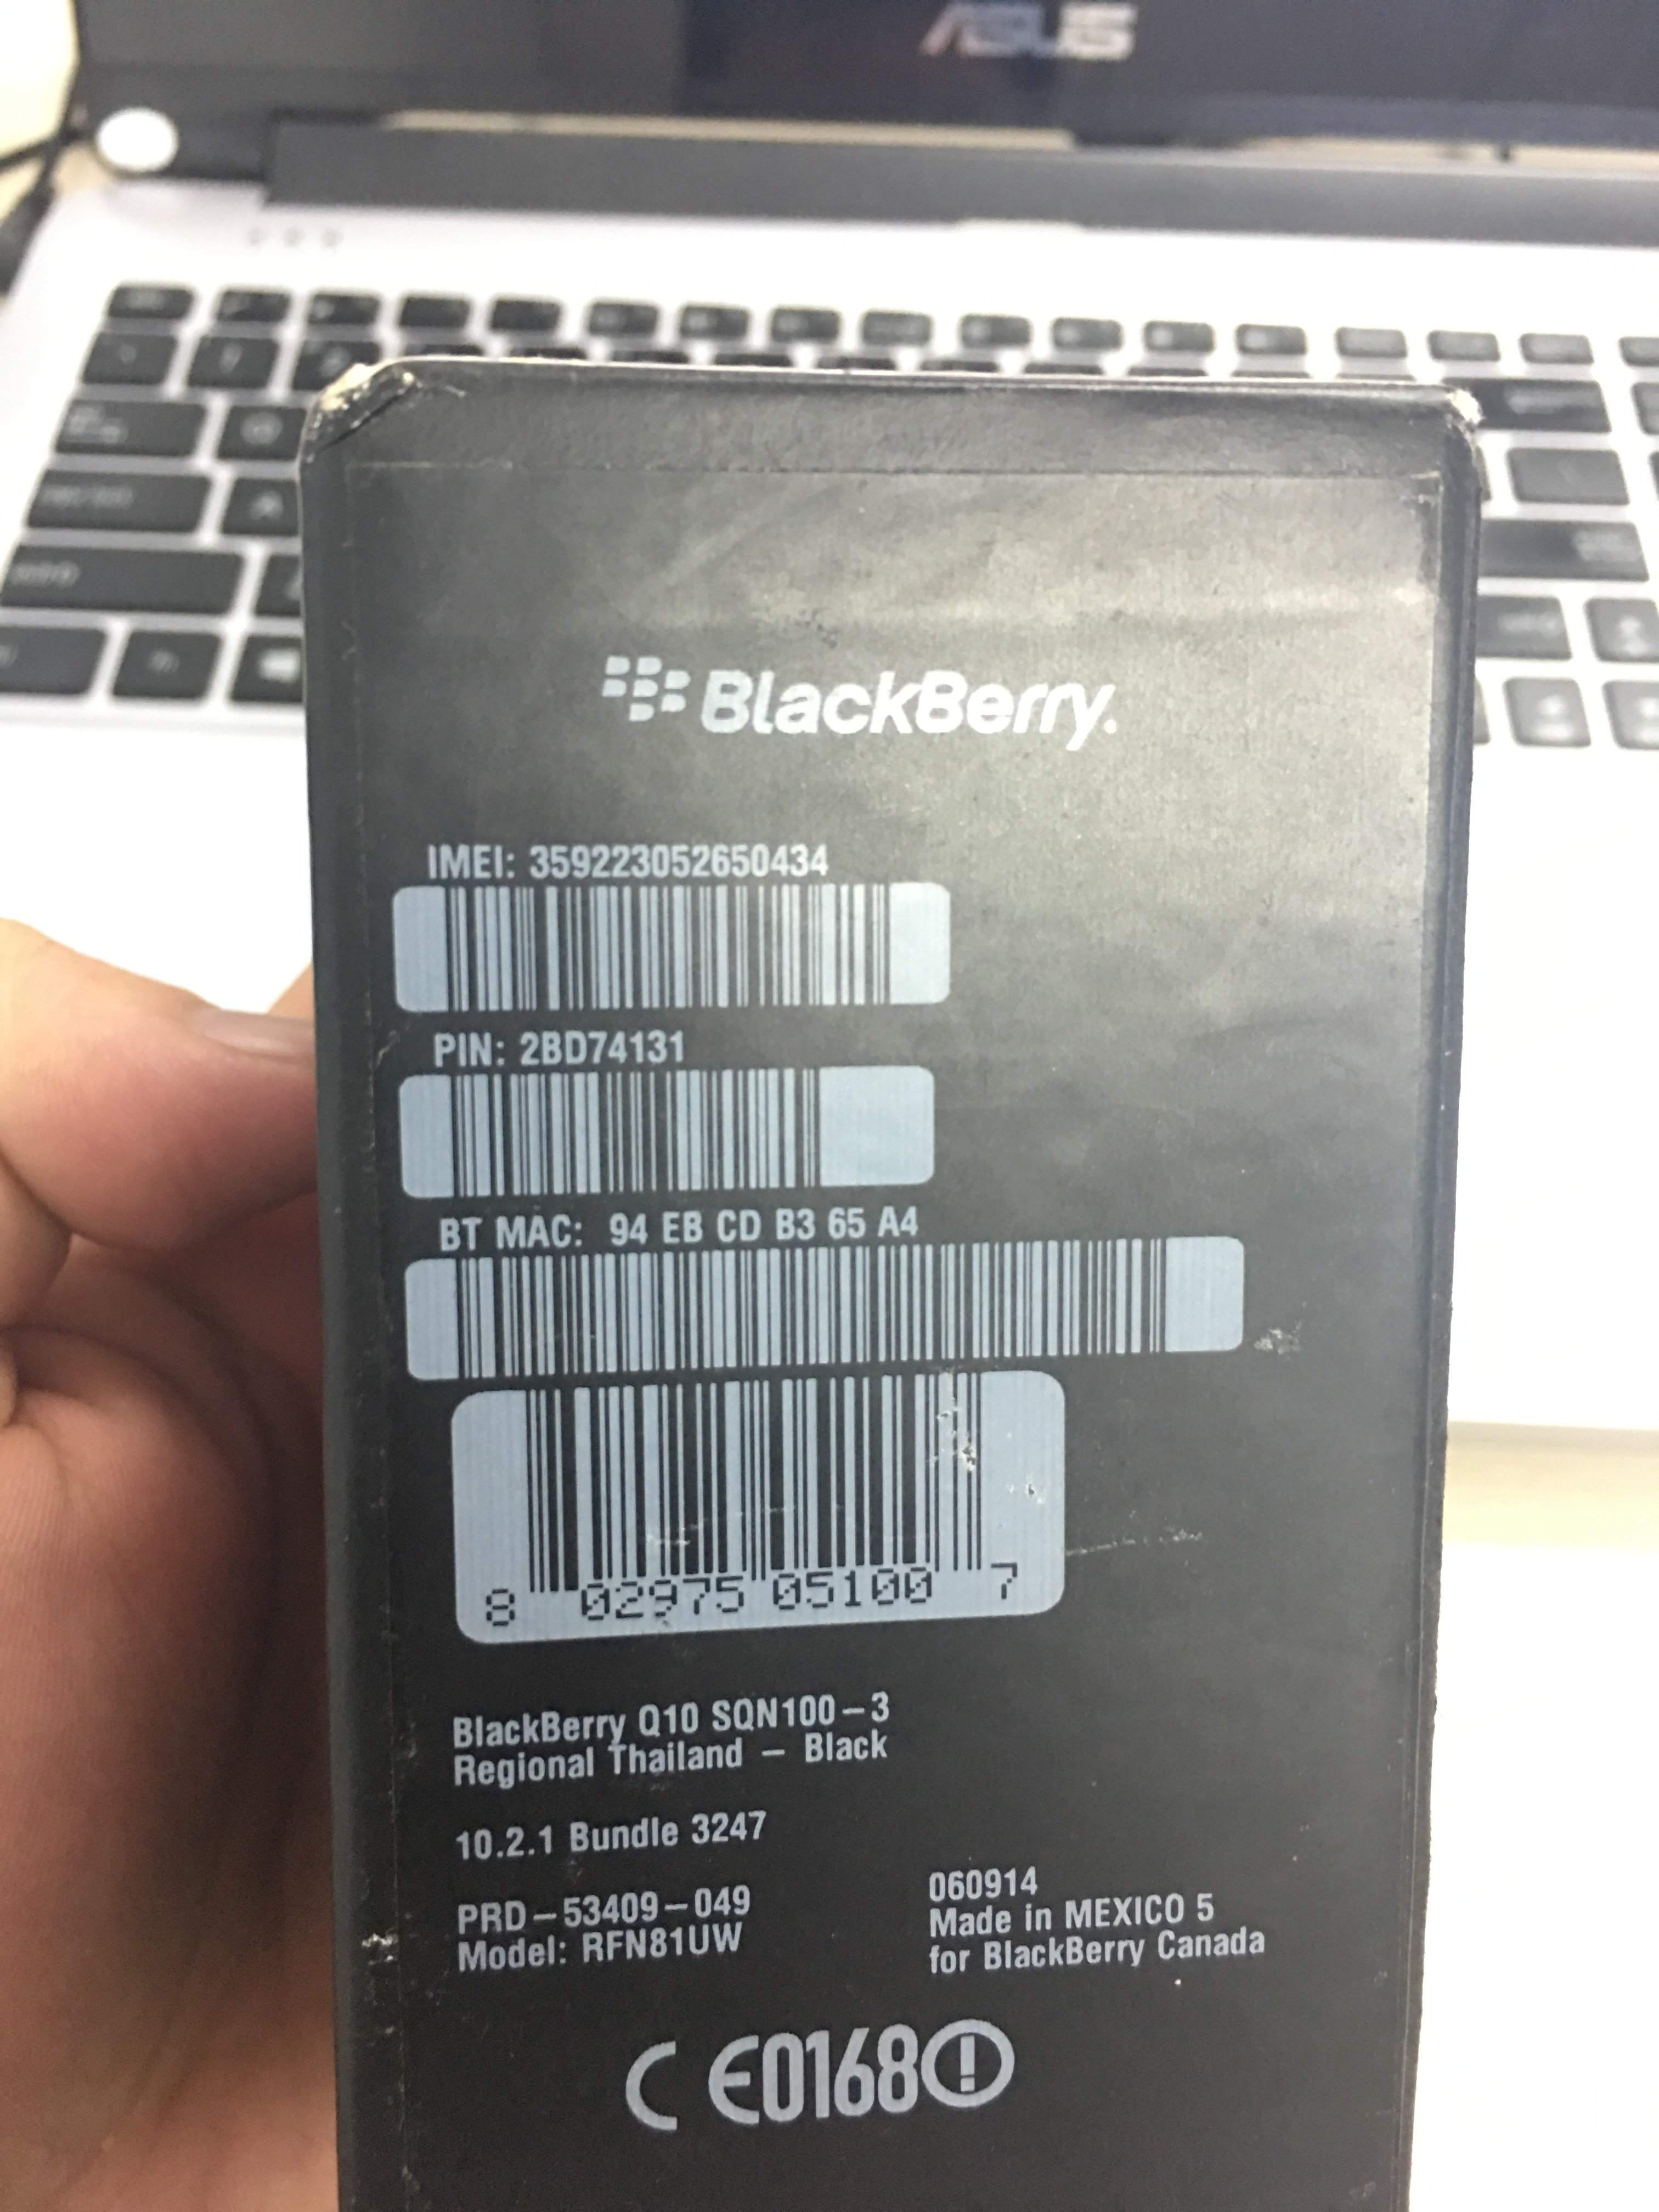 ASUS
BlackBerry.
IMEI: 359223052650434
PIN: 2BD74131
BT MAC: 94 EB CD B3 65 A4
8 02975 05100 7
BlackBerry Q10 SQN100-3
Regional Thailand - Black
10.2.1 Bundle 3247
PRD-53409-049
Model: RFN81UW
060914
Made in MEXICO 5
for BlackBerry Canada
CE0168